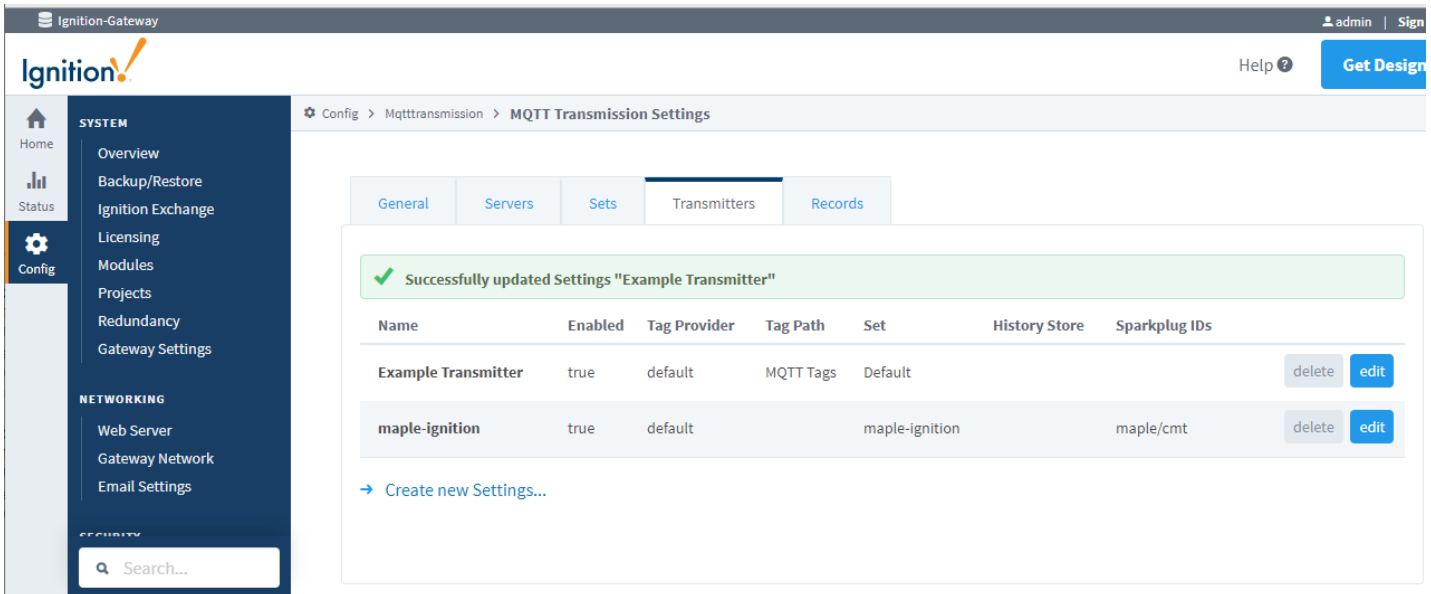 Ignition-Gateway
admin | Sign
Ignition!
Help
Get Design
Home
Status
Config
SYSTEM
Overview
Backup/Restore
Ignition Exchange
Licensing
Modules
Projects
Redundancy
Gateway Settings
NETWORKING
Web Server
Gateway Network
Email Settings
SECURITY
Search...
Config > Mqtttransmission > MQTT Transmission Settings
General Servers Sets Transmitters Records
Successfully updated Settings "Example Transmitter"
Name Enabled Tag Provider Tag Path Set History Store Sparkplug IDs
Example Transmitter true default MQTT Tags Default delete edit
maple-ignition true default maple-ignition maple/cmt delete edit
→ Create new Settings...